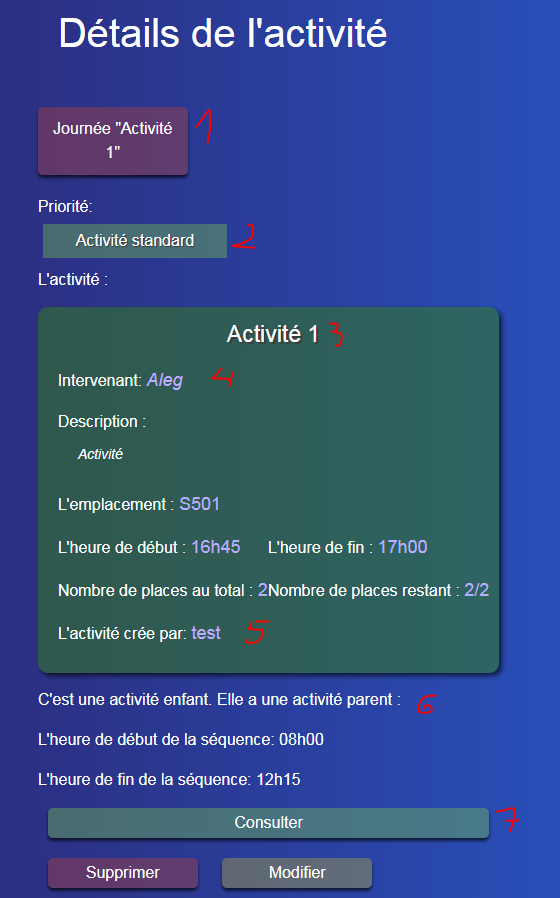 Détails de l'activité
Journée "Activité
1"
1
Priorité:
Activité standard
2
L'activité :
Activité 1
3
Intervenant: Aleg
4
Description :
Activité
L'emplacement : S501
L'heure de début : 16h45 L'heure de fin : 17h00
Nombre de places au total : 2Nombre de places restant : 2/2
L'activité crée par: test
5
C'est une activité enfant. Elle a une activité parent :
6
L'heure de début de la séquence: 08h00
L'heure de fin de la séquence: 12h15
Consulter
7
Supprimer Modifier